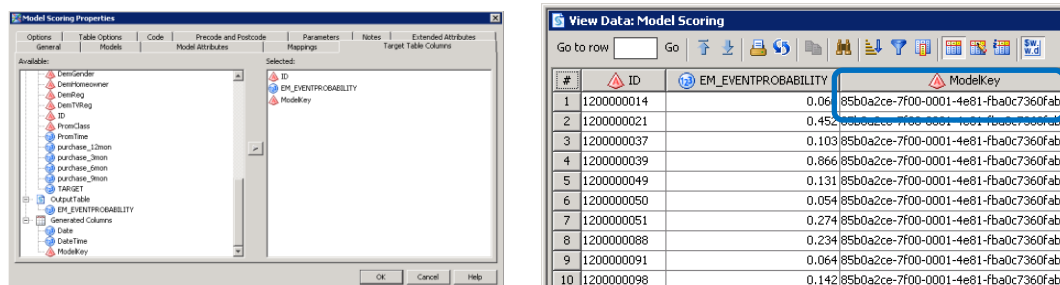 Model Scoring Properties
Options Table Options Code Precode and Postcode Parameters Notes Extended Attributes
General Models Model Attributes Mappings Target Table Columns
Available:
DemGender
DemHomeowner
DemReg
DemTVReg
ID
PromClass
PromTime
purchase_12mon
purchase_3mon
purchase_6mon
purchase_9mon
TARGET
OutputTable
EM_EVENTPROBABILITY
Generated Columns
Date
DateTime
ModelKey
Selected:
ID
EM_EVENTPROBABILITY
ModelKey
OK Cancel Help
View Data: Model Scoring
Go to row Go Sw. w.d
# ID EM_EVENTPROBABILITY ModelKey
1 1200000014 0.06 85b0a2ce-7f00-0001-4e81-fba0c7360fab
2 1200000021 0.452 85b0a2ce-7f00-0001-4e81-fba0c7360fab
3 1200000037 0.103 85b0a2ce-7f00-0001-4e81-fba0c7360fab
4 1200000039 0.866 85b0a2ce-7f00-0001-4e81-fba0c7360fab
5 1200000049 0.131 85b0a2ce-7f00-0001-4e81-fba0c7360fab
6 1200000050 0.054 85b0a2ce-7f00-0001-4e81-fba0c7360fab
7 1200000051 0.274 85b0a2ce-7f00-0001-4e81-fba0c7360fab
8 1200000088 0.234 85b0a2ce-7f00-0001-4e81-fba0c7360fab
9 1200000091 0.064 85b0a2ce-7f00-0001-4e81-fba0c7360fab
10 1200000098 0.142 85b0a2ce-7f00-0001-4e81-fba0c7360fab